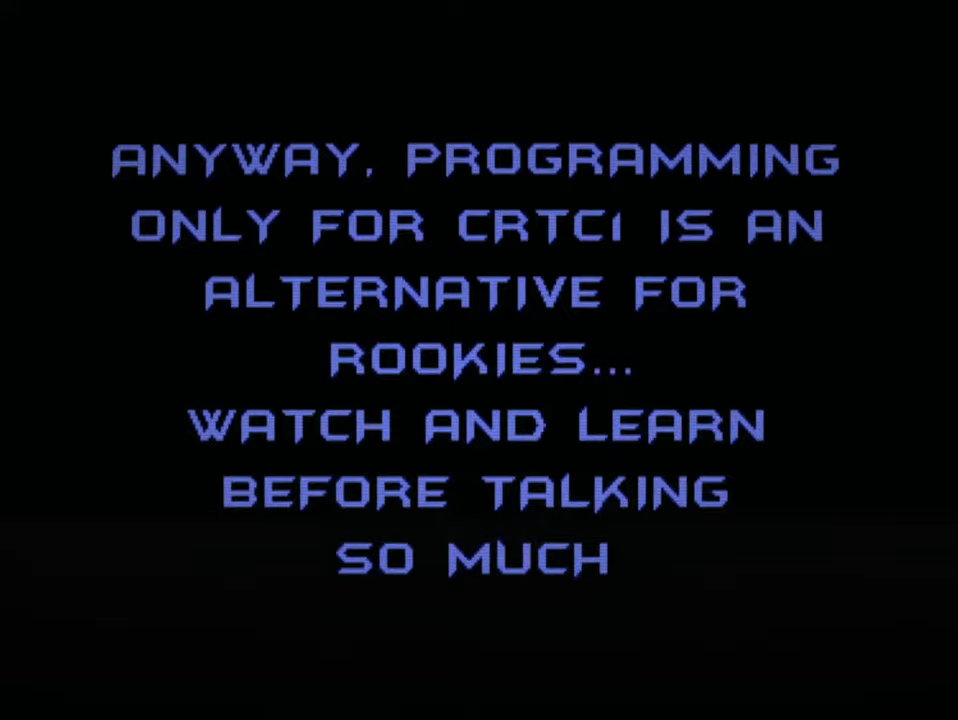 ANYWAY, PROGRAMMING
ONLY FOR CRTC1 IS AN
ALTERNATIVE FOR
ROOKIES...
WATCH AND LEARN
BEFORE TALKING
SO MUCH